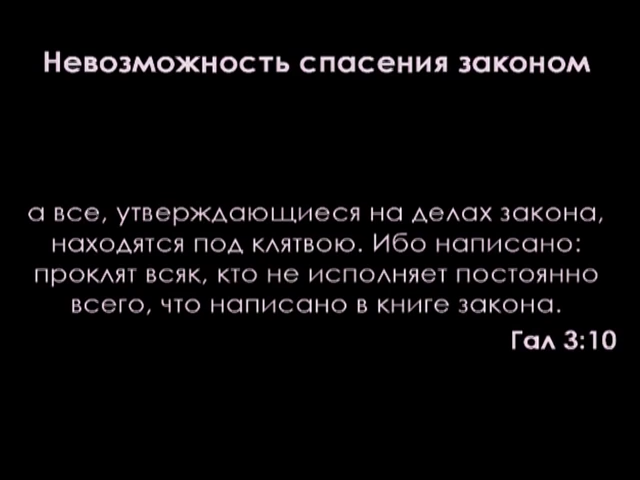 Невозможность спасения законом
а все, утверждающиеся на делах закона,
находятся под клятвою. Ибо написано:
проклят всяк, кто не исполняет постоянно
всего, что написано в книге закона.
Гал 3:10